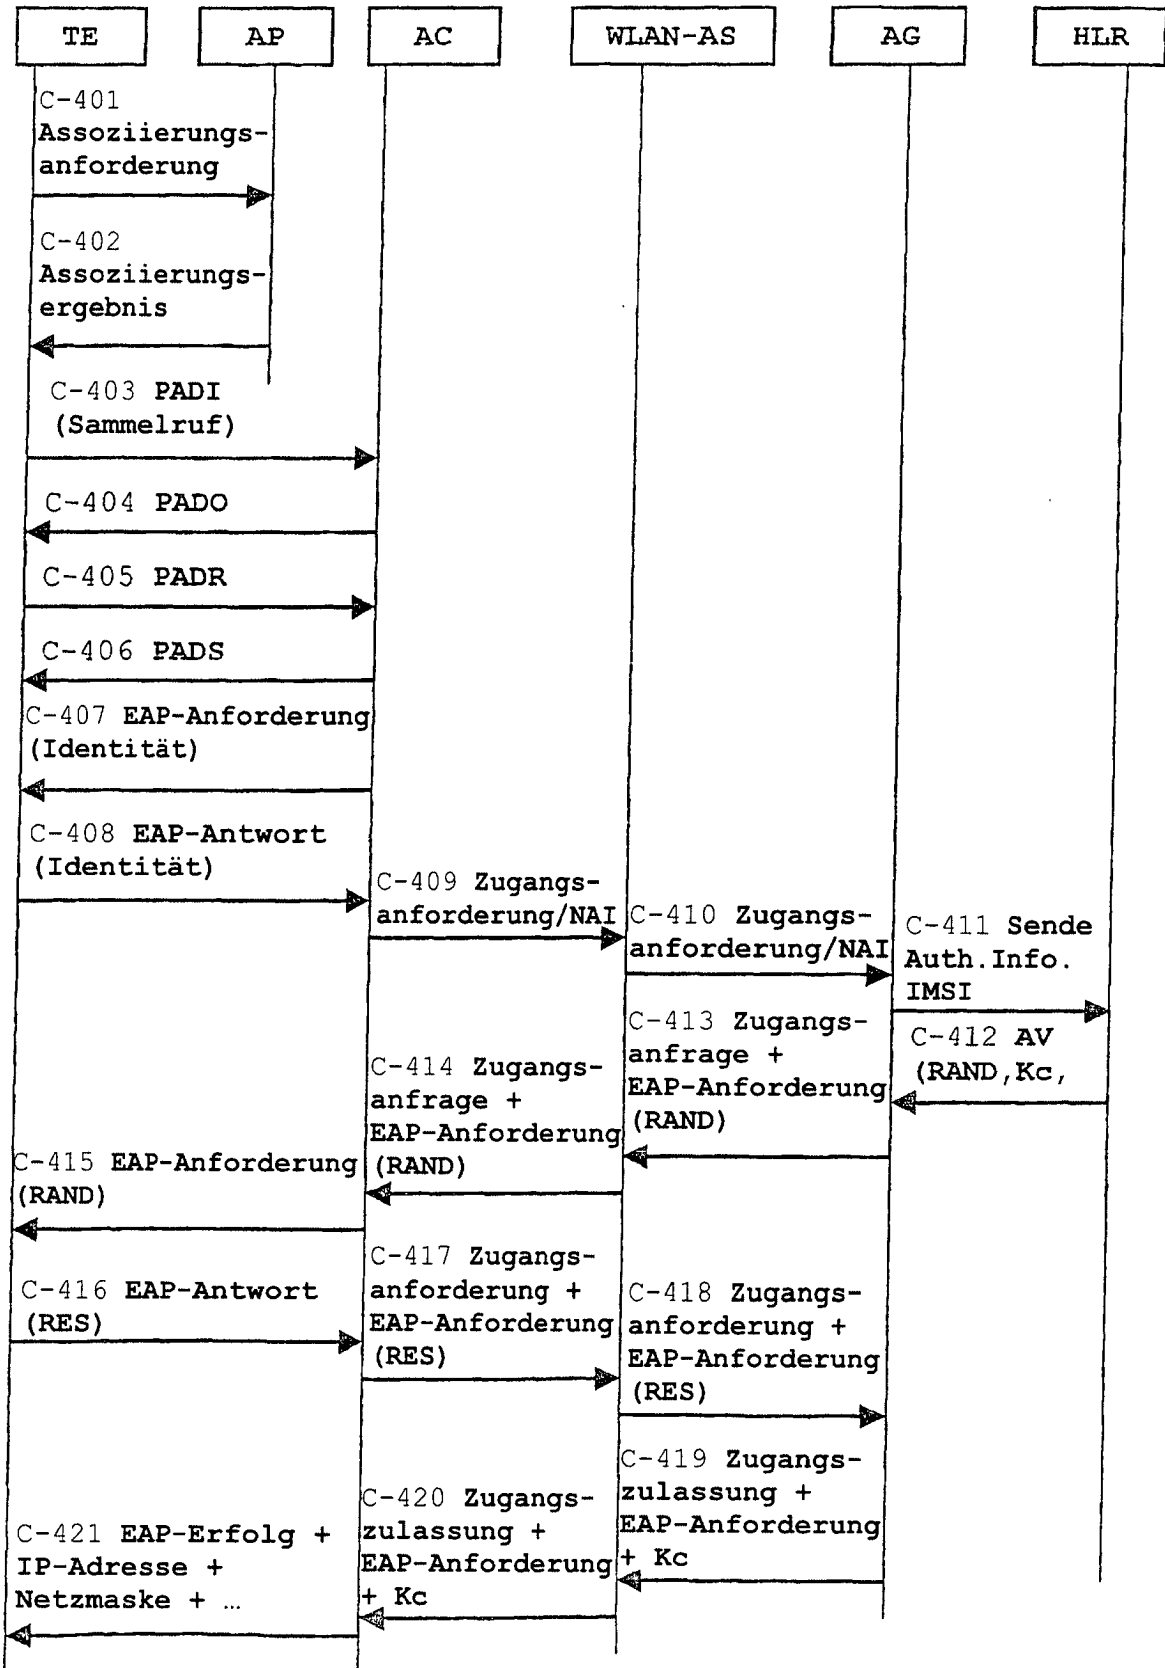 TE
AP
AC
WLAN-AS
AG
HLR
C-401
Assoziierungs-
anforderung
C-402
Assoziierungs-
ergebnis
C-403 PADI
(Sammelruf)
C-404 PADO
C-405 PADR
C-406 PADS
C-407 EAP-Anforderung
(Identität)
C-408 EAP-Antwort
(Identität)
C-409 Zugangs-
anforderung/NAI
C-410 Zugangs-
anforderung/NAI
C-411 Sende
Auth.Info.
IMSI
C-412 AV
(RAND,Kc,
C-413 Zugangs-
anfrage +
EAP-Anforderung
(RAND)
C-414 Zugangs-
anfrage +
EAP-Anforderung
(RAND)
C-415 EAP-Anforderung
(RAND)
C-416 EAP-Antwort
(RES)
C-417 Zugangs-
anforderung +
EAP-Anforderung
(RES)
C-418 Zugangs-
anforderung +
EAP-Anforderung
(RES)
C-419 Zugangs-
zulassung +
EAP-Anforderung
+ Kc
C-420 Zugangs-
zulassung +
EAP-Anforderung
+ Kc
C-421 EAP-Erfolg +
IP-Adresse +
Netzmaske + …